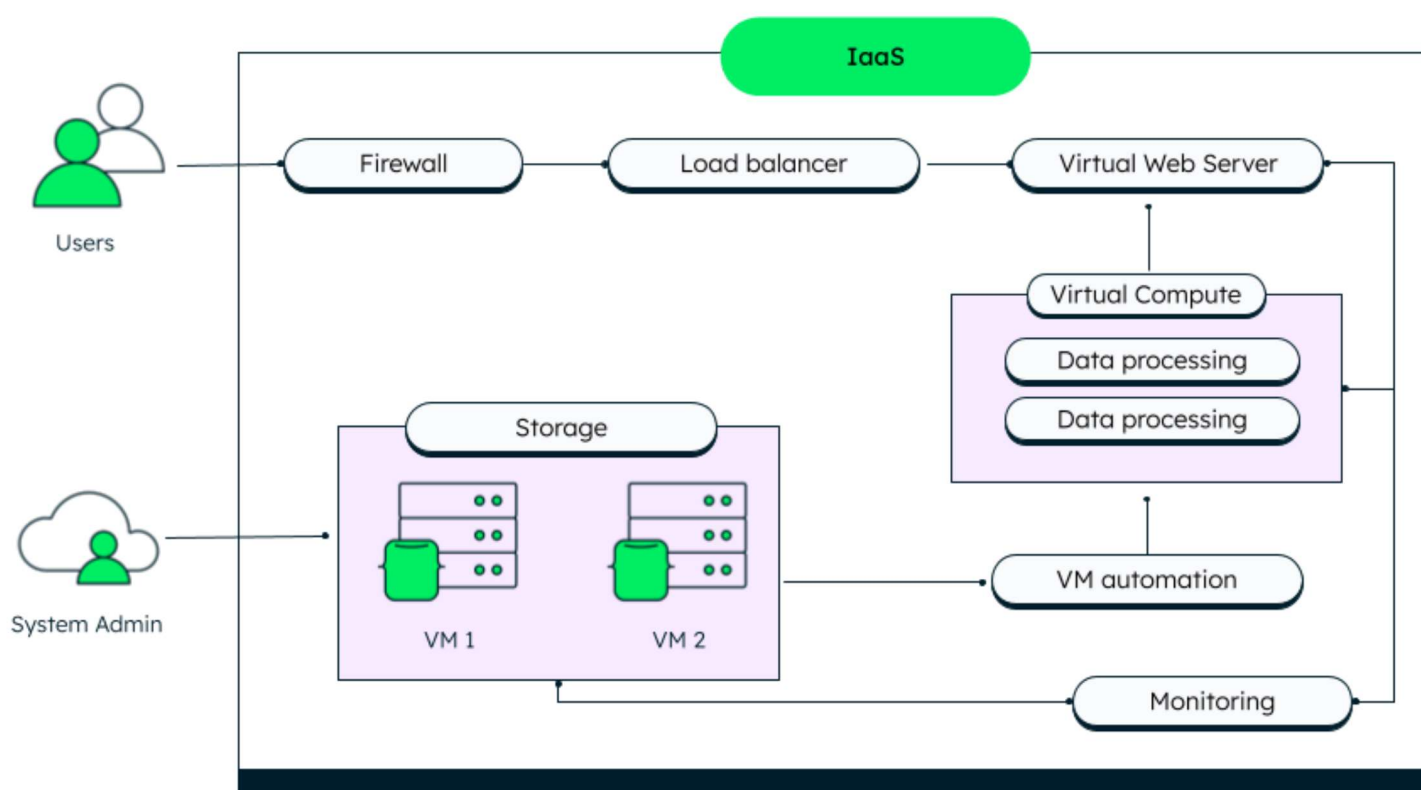 IaaS
Firewall
Load balancer
Virtual Web Server
Users
Virtual Compute
Data processing
Data processing
Storage
VM automation
System Admin
VM 1
VM 2
Monitoring